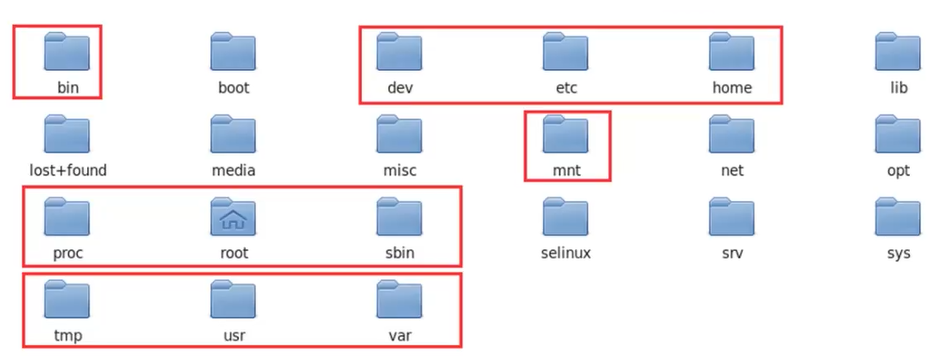 bin boot dev etc home lib
lost+found media misc mnt net opt
proc root sbin selinux srv sys
tmp usr var